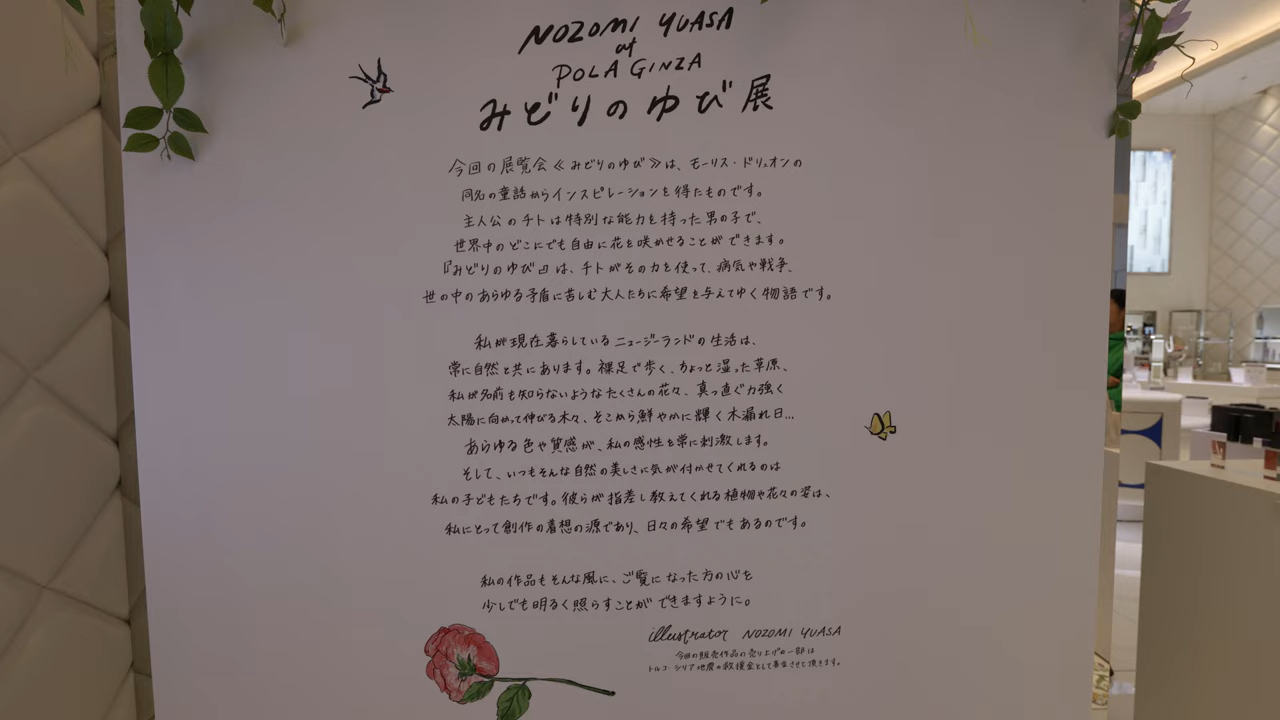 NOZOMI YUASA
at
POLA GINZA
みどりのゆび展
今回の展覧会《みどりのゆび》は、モーリス・ドリュオンの
同名の童話からインスピレーションを得たものです。
主人公のチトは特別な能力を持った男の子で、
世界中のどこにでも自由に花を咲かせることができます。
『みどりのゆび』は、チトがその力を使って、病気や戦争、
世の中のあらゆる矛盾に苦しむ大人たちに希望を与えてゆく物語です。
私が現在暮らしているニュージーランドの生活は、
常に自然と共にあります。裸足で歩く、ちょっと湿った草原、
私が名前も知らないようなたくさんの花々、真っ直ぐ力強く
太陽に向かって伸びる木々、そこから鮮やかに輝く木漏れ日...
あらゆる色や質感が、私の感性を常に刺激します。
そして、いつもそんな自然の美しさに気が付かせてくれるのは
私の子どもたちです。彼らが指差し教えてくれる植物や花々の姿は、
私にとって創作の着想の源であり、日々の希望でもあるのです。
私の作品もそんな風に、ご覧になった方の心を
少しでも明るく照らすことができますように。
illustrator NOZOMI YUASA
今回の販売作品の売り上げの一部は
トルコ・シリア地震の救援金として寄付させて頂きます。